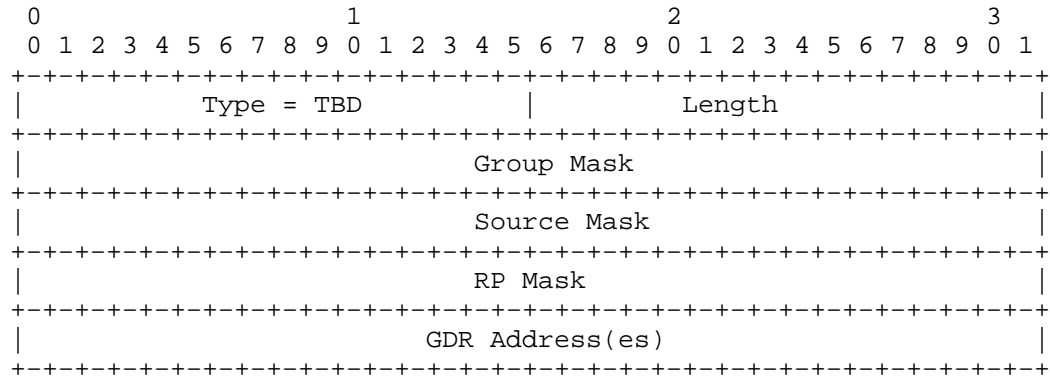 0                   1                   2                   3
0 1 2 3 4 5 6 7 8 9 0 1 2 3 4 5 6 7 8 9 0 1 2 3 4 5 6 7 8 9 0 1
+-+-+-+-+-+-+-+-+-+-+-+-+-+-+-+-+-+-+-+-+-+-+-+-+-+-+-+-+-+-+-+-+
|           Type = TBD          |         Length                |
+-+-+-+-+-+-+-+-+-+-+-+-+-+-+-+-+-+-+-+-+-+-+-+-+-+-+-+-+-+-+-+-+
|                            Group Mask                         |
+-+-+-+-+-+-+-+-+-+-+-+-+-+-+-+-+-+-+-+-+-+-+-+-+-+-+-+-+-+-+-+-+
|                            Source Mask                        |
+-+-+-+-+-+-+-+-+-+-+-+-+-+-+-+-+-+-+-+-+-+-+-+-+-+-+-+-+-+-+-+-+
|                            RP Mask                            |
+-+-+-+-+-+-+-+-+-+-+-+-+-+-+-+-+-+-+-+-+-+-+-+-+-+-+-+-+-+-+-+-+
|                         GDR Address(es)                       |
+-+-+-+-+-+-+-+-+-+-+-+-+-+-+-+-+-+-+-+-+-+-+-+-+-+-+-+-+-+-+-+-+